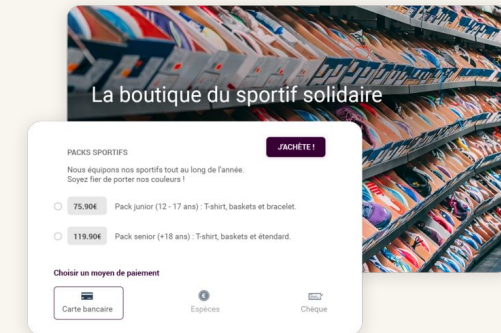 La boutique du sportif solidaire
PACKS SPORTIFS
J'ACHÈTE !
Nous équipons nos sportifs tout au long de l'année.
Soyez fier de porter nos couleurs !
75.90€ Pack junior (12 - 17 ans) : T-shirt, baskets et bracelet.
119.90€ Pack senior (+18 ans) : T-shirt, baskets et étendard.
Choisir un moyen de paiement
Carte bancaire Espèces Chèque